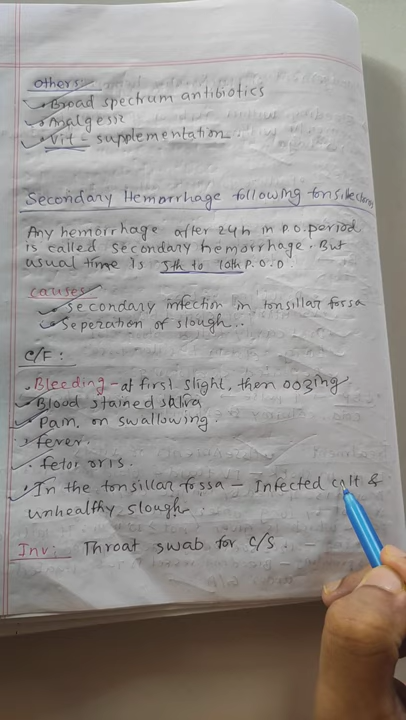 others:
Broad spectrum antibiotics
Analgesic
Vit - supplementation
Secondary Hemorrhage following tonsillectomy
Any hemorrhage after 24h in P.O. period
is called secondary hemorrhage. But
usual time is 5th to 10th P.O.D.
causes
Secondary infection in tonsillar fossa
Seperation of slough..
C/F:
Bleeding - at first slight, then oozing
Blood stained saliva
Pain, on swallowing.
fever.
fetor oris.
In the tonsillar fossa - Infected clt &
unhealthy slough.
Inv: Throat swab for C/S.